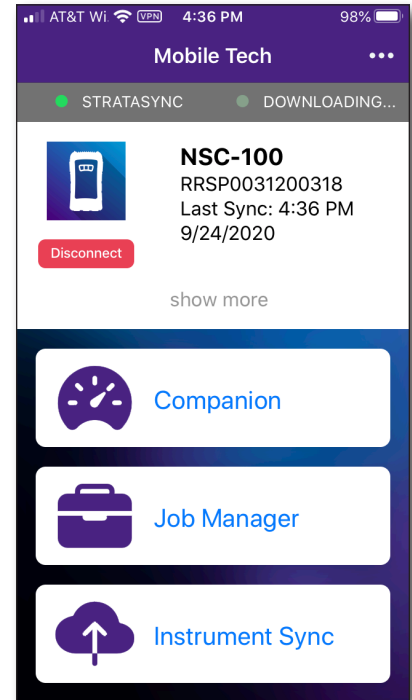 AT&T Wi. VPN 4:36 PM 98%
Mobile Tech
STRATASYNC DOWNLOADING...
NSC-100
RRSP0031200318
Last Sync: 4:36 PM
9/24/2020
Disconnect
show more
Companion
Job Manager
Instrument Sync